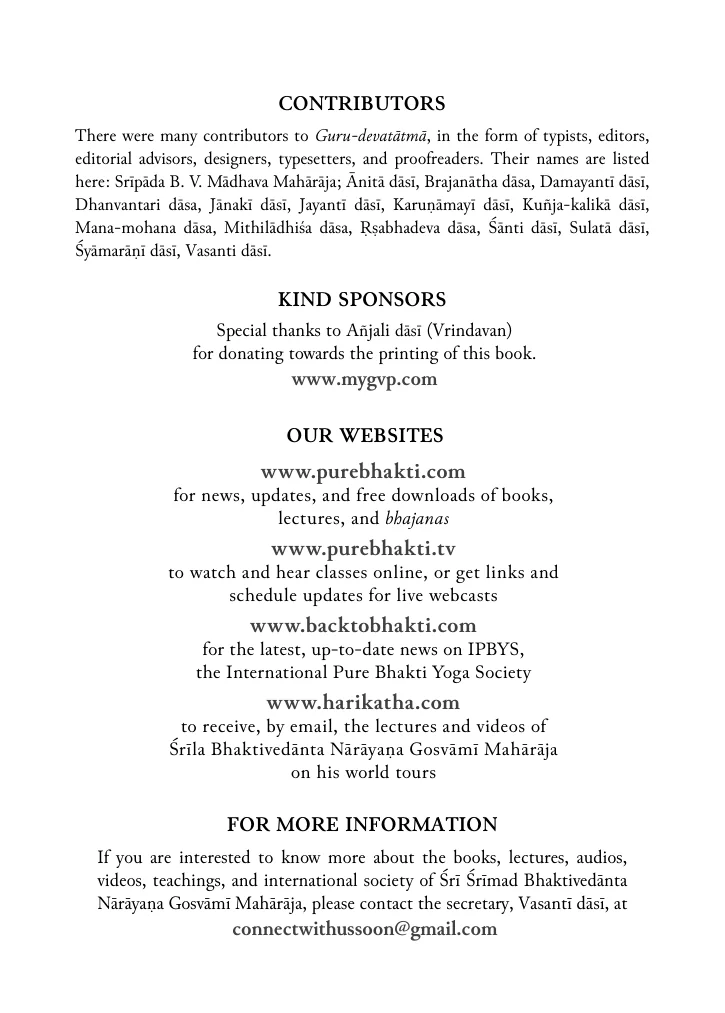 CONTRIBUTORS
There were many contributors to Guru-devatātmā, in the form of typists, editors,
editorial advisors, designers, typesetters, and proofreaders. Their names are listed
here: Srīpāda B. V. Mādhava Mahārāja; Ānitā dāsī, Brajanātha dāsa, Damayantī dāsī,
Dhanvantari dāsa, Jānakī dāsī, Jayantī dāsī, Karuṇāmayī dāsī, Kuñja-kalikā dāsī,
Mana-mohana dāsa, Mithilādhiśa dāsa, Ṛṣabhadeva dāsa, Śānti dāsī, Sulatā dāsī,
Śyāmarāṇī dāsī, Vasanti dāsī.
KIND SPONSORS
Special thanks to Añjali dāsī (Vrindavan)
for donating towards the printing of this book.
www.mygvp.com
OUR WEBSITES
www.purebhakti.com
for news, updates, and free downloads of books,
lectures, and bhajanas
www.purebhakti.tv
to watch and hear classes online, or get links and
schedule updates for live webcasts
www.backtobhakti.com
for the latest, up-to-date news on IPBYS,
the International Pure Bhakti Yoga Society
www.harikatha.com
to receive, by email, the lectures and videos of
Śrīla Bhaktivedānta Nārāyaṇa Gosvāmī Mahārāja
on his world tours
FOR MORE INFORMATION
If you are interested to know more about the books, lectures, audios,
videos, teachings, and international society of Śrī Śrīmad Bhaktivedānta
Nārāyaṇa Gosvāmī Mahārāja, please contact the secretary, Vasantī dāsī, at
connectwithussoon@gmail.com